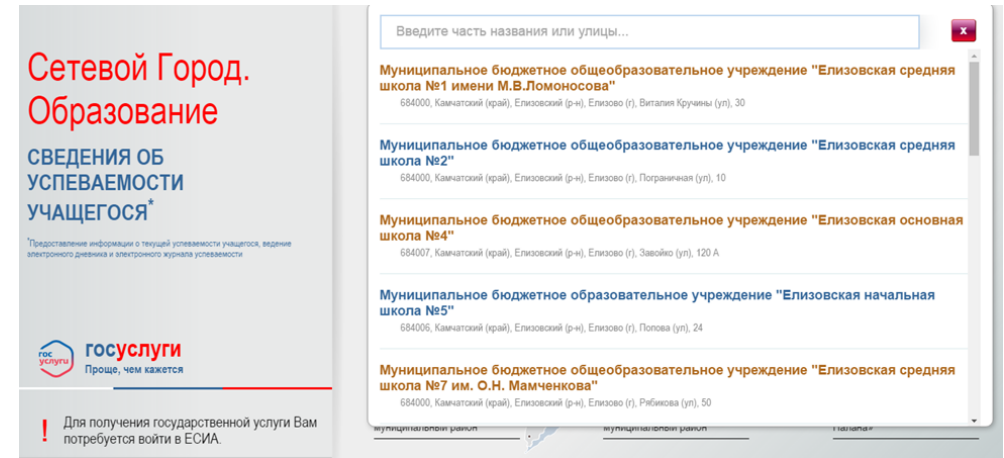 Сетевой Город.
Образование
СВЕДЕНИЯ ОБ
УСПЕВАЕМОСТИ
УЧАЩЕГОСЯ*
*Предоставление информации о текущей успеваемости учащегося, ведение
электронного дневника и электронного журнала успеваемости
гос
услуги
госуслуги
Проще, чем кажется
! Для получения государственной услуги Вам
потребуется войти в ЕСИА.
Введите часть названия или улицы...
x
Муниципальное бюджетное общеобразовательное учреждение "Елизовская средняя
школа №1 имени М.В.Ломоносова"
684000, Камчатский (край), Елизовский (р-н), Елизово (г), Виталия Кручины (ул), 30
Муниципальное бюджетное общеобразовательное учреждение "Елизовская средняя
школа №2"
684000, Камчатский (край), Елизовский (р-н), Елизово (г), Пограничная (ул), 10
Муниципальное бюджетное общеобразовательное учреждение "Елизовская основная
школа №4"
684007, Камчатский (край), Елизовский (р-н), Елизово (г), Завойко (ул), 120 А
Муниципальное бюджетное образовательное учреждение "Елизовская начальная
школа №5"
684006, Камчатский (край), Елизовский (р-н), Елизово (г), Попова (ул), 24
Муниципальное бюджетное общеобразовательное учреждение "Елизовская средняя
школа №7 им. О.Н. Мамченкова"
684000, Камчатский (край), Елизовский (р-н), Елизово (г), Рябикова (ул), 50
муниципальный район
муниципальный район
Палана»